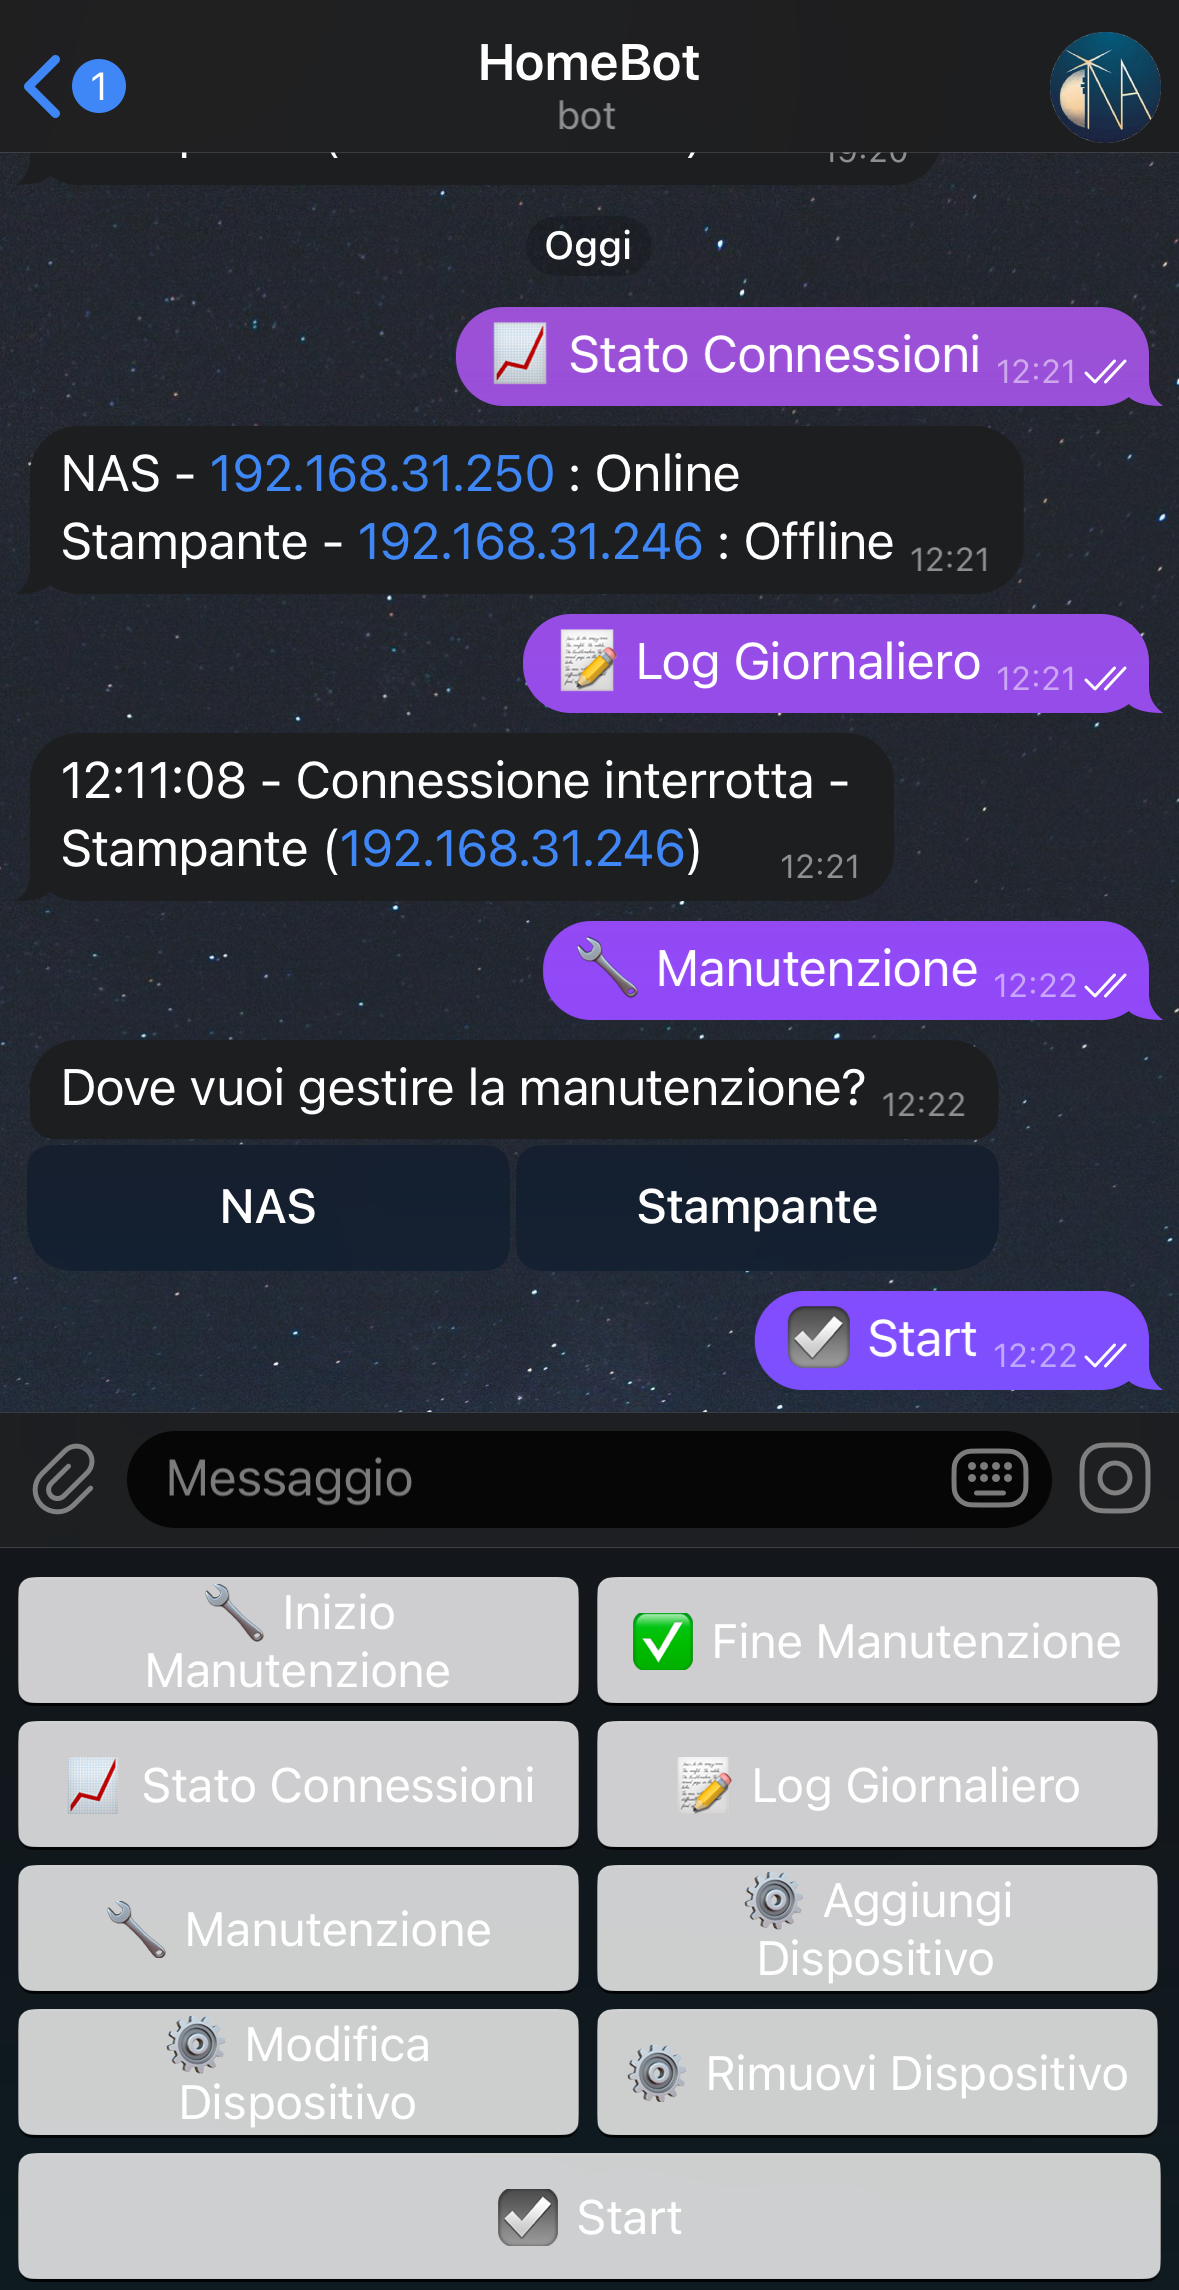 1
HomeBot
bot
19:20
Oggi
Stato Connessioni 12:21
NAS - 192.168.31.250 : Online
Stampante - 192.168.31.246 : Offline 12:21
Log Giornaliero 12:21
12:11:08 - Connessione interrotta -
Stampante (192.168.31.246) 12:21
Manutenzione 12:22
Dove vuoi gestire la manutenzione? 12:22
NAS
Stampante
Start 12:22
Messaggio
Inizio
Manutenzione
Fine Manutenzione
Stato Connessioni
Log Giornaliero
Manutenzione
Aggiungi
Dispositivo
Modifica
Dispositivo
Rimuovi Dispositivo
Start